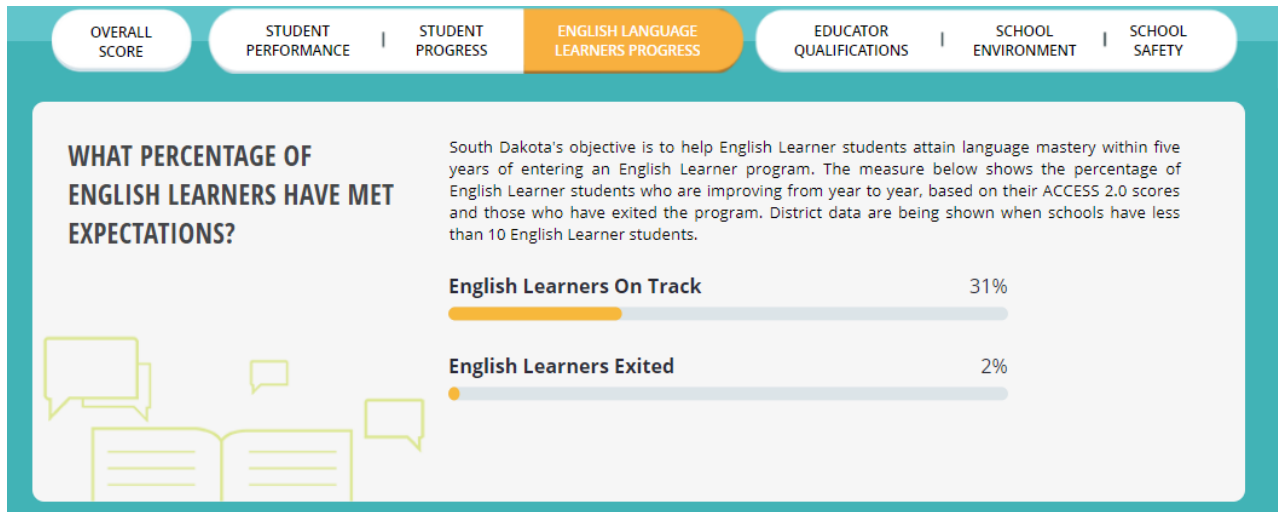 OVERALL SCORE
STUDENT PERFORMANCE
STUDENT PROGRESS
ENGLISH LANGUAGE LEARNERS PROGRESS
EDUCATOR QUALIFICATIONS
SCHOOL ENVIRONMENT
SCHOOL SAFETY
WHAT PERCENTAGE OF
ENGLISH LEARNERS HAVE MET
EXPECTATIONS?
South Dakota's objective is to help English Learner students attain language mastery within five
years of entering an English Learner program. The measure below shows the percentage of
English Learner students who are improving from year to year, based on their ACCESS 2.0 scores
and those who have exited the program. District data are being shown when schools have less
than 10 English Learner students.
English Learners On Track 31%
English Learners Exited 2%